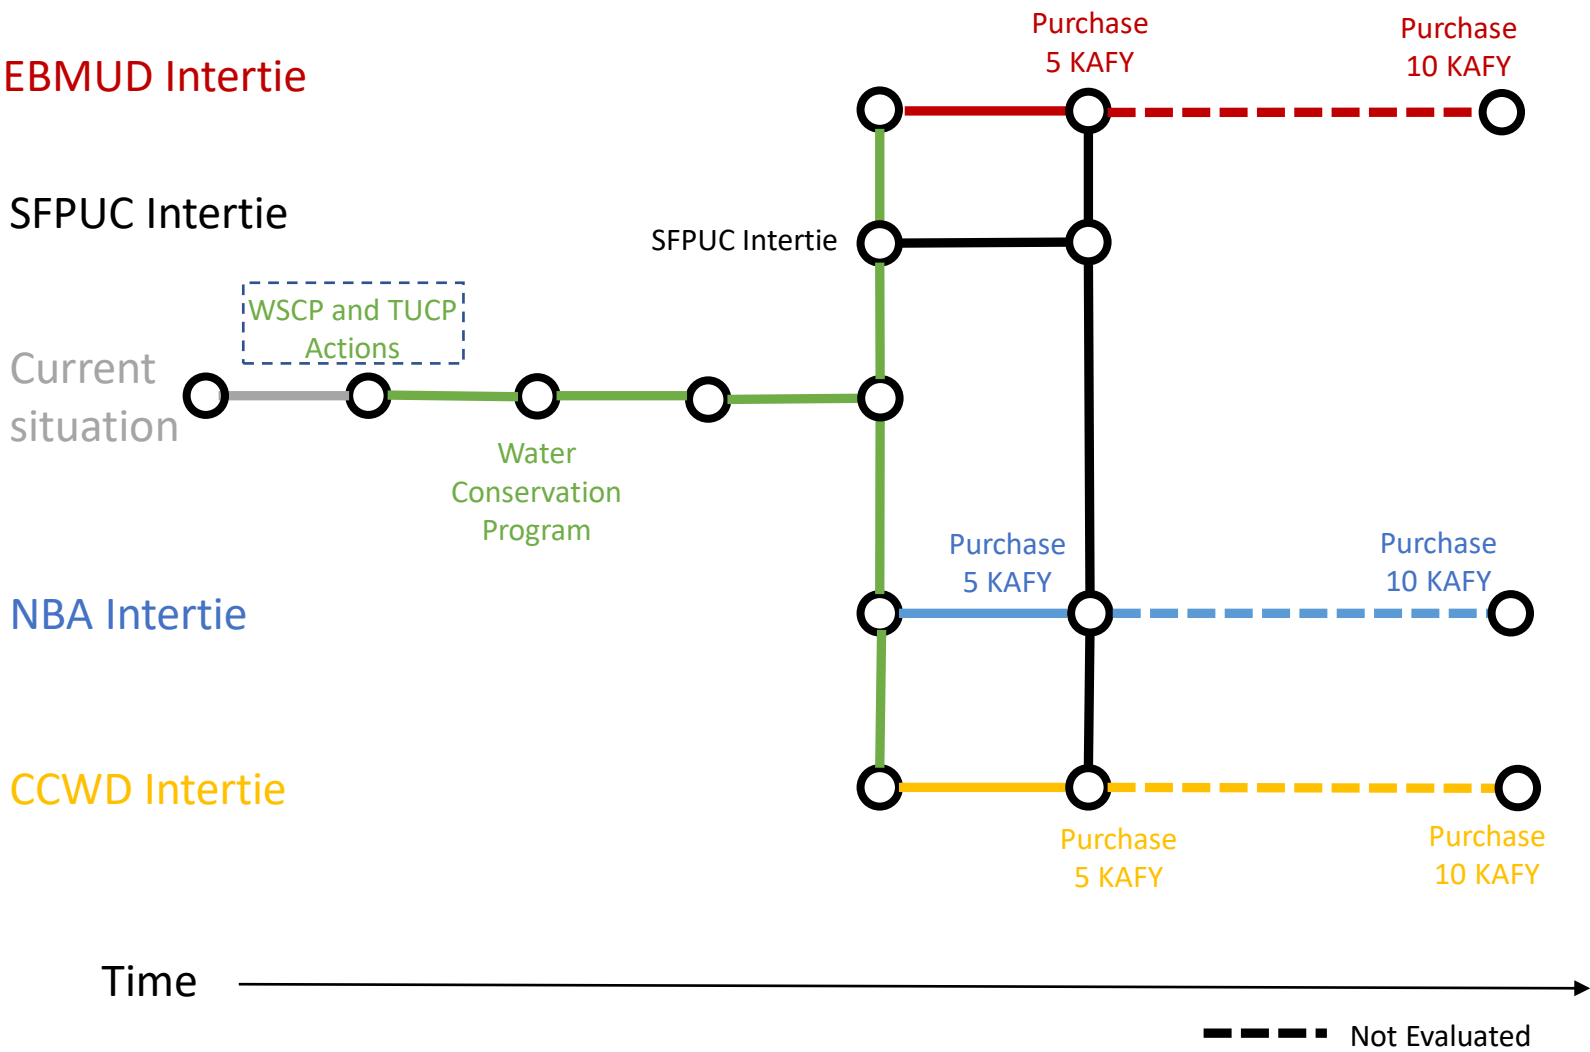 Purchase
5 KAFY
Purchase
10 KAFY
EBMUD Intertie
SFPUC Intertie
SFPUC Intertie
WSCP and TUCP
Actions
Current
situation
Water
Conservation
Program
Purchase
5 KAFY
Purchase
10 KAFY
NBA Intertie
CCWD Intertie
Purchase
5 KAFY
Purchase
10 KAFY
Time
Not Evaluated